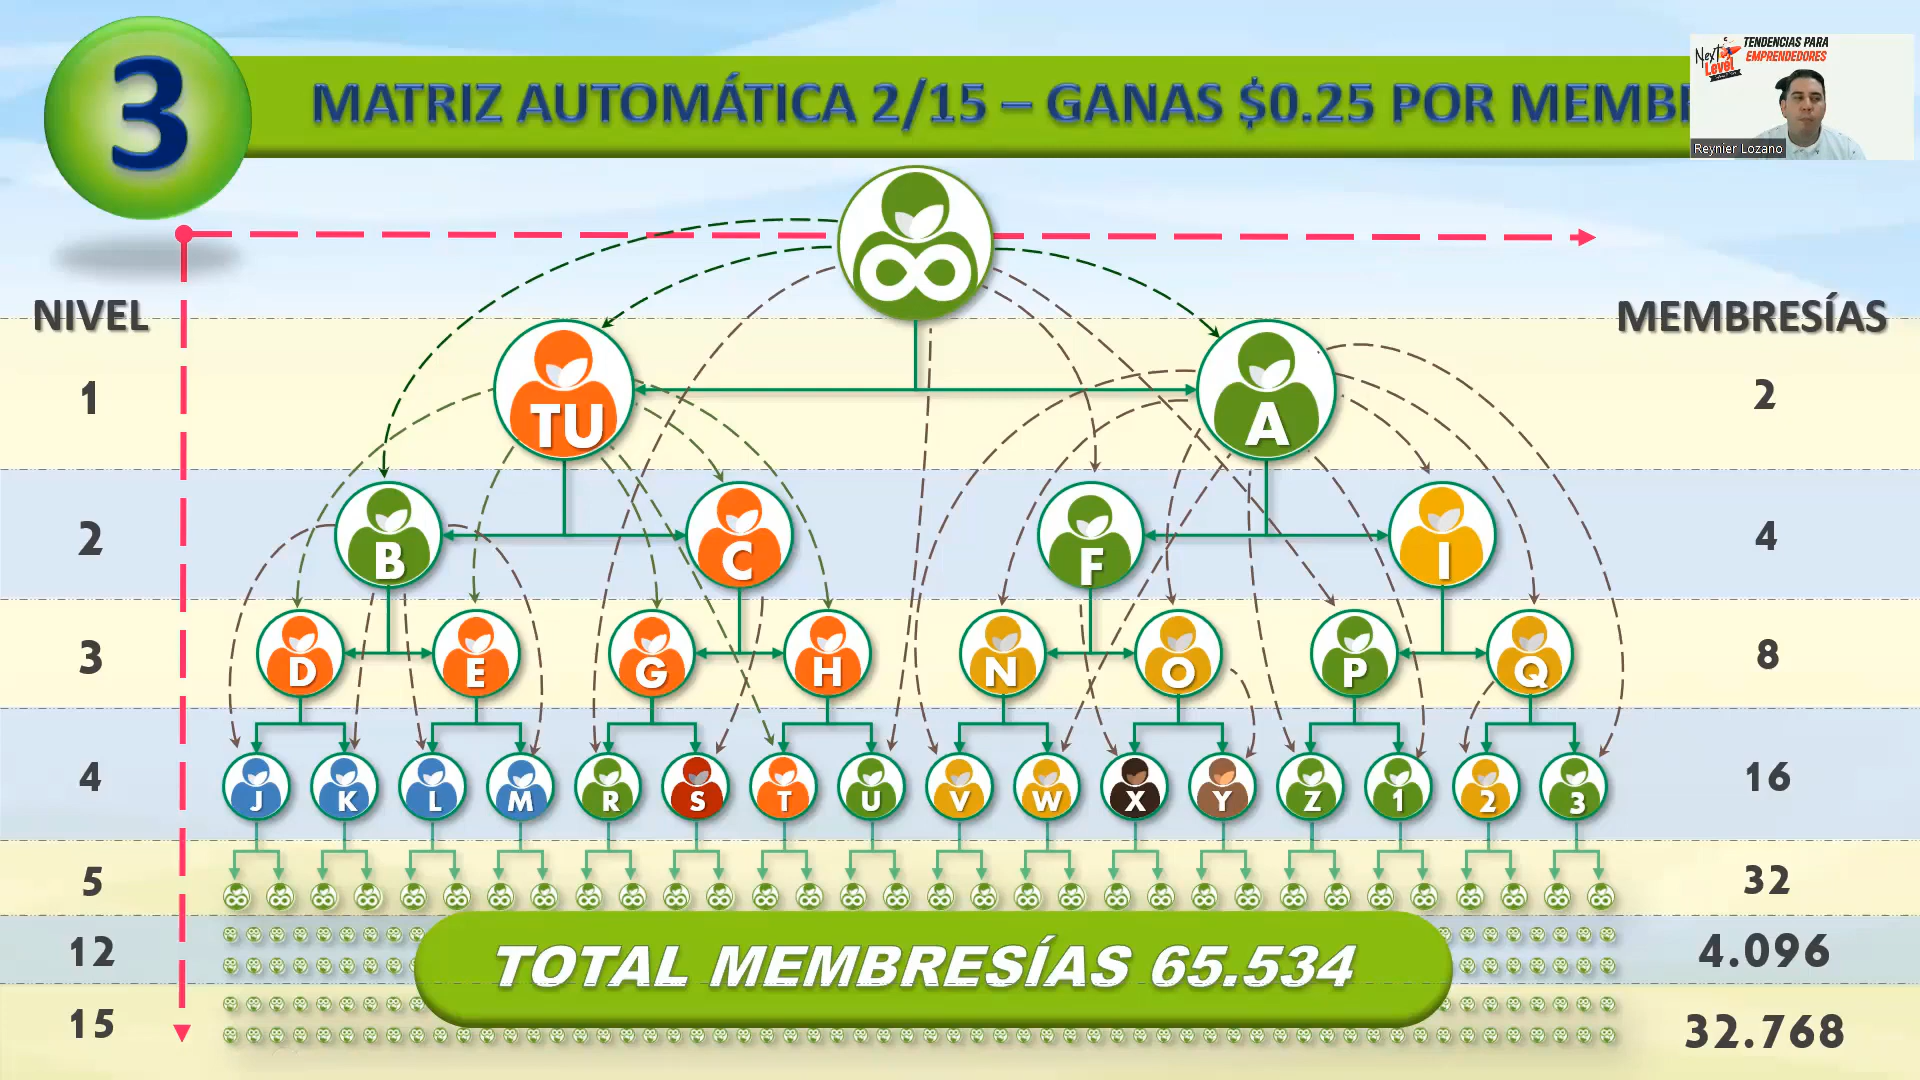 3
MATRIZ AUTOMÁTICA 2/15 – GANAS $0.25 POR MEMB
Next Level
TENDENCIAS PARA
EMPRENDEDORES
Reynier Lozano
NIVEL
MEMBRESÍAS
TU
A
1
2
B
C
F
I
2
4
D
E
G
H
N
O
P
Q
3
8
J
K
L
M
R
S
T
U
V
W
X
Y
Z
1
2
3
4
16
5
32
12
4.096
TOTAL MEMBRESÍAS 65.534
15
32.768